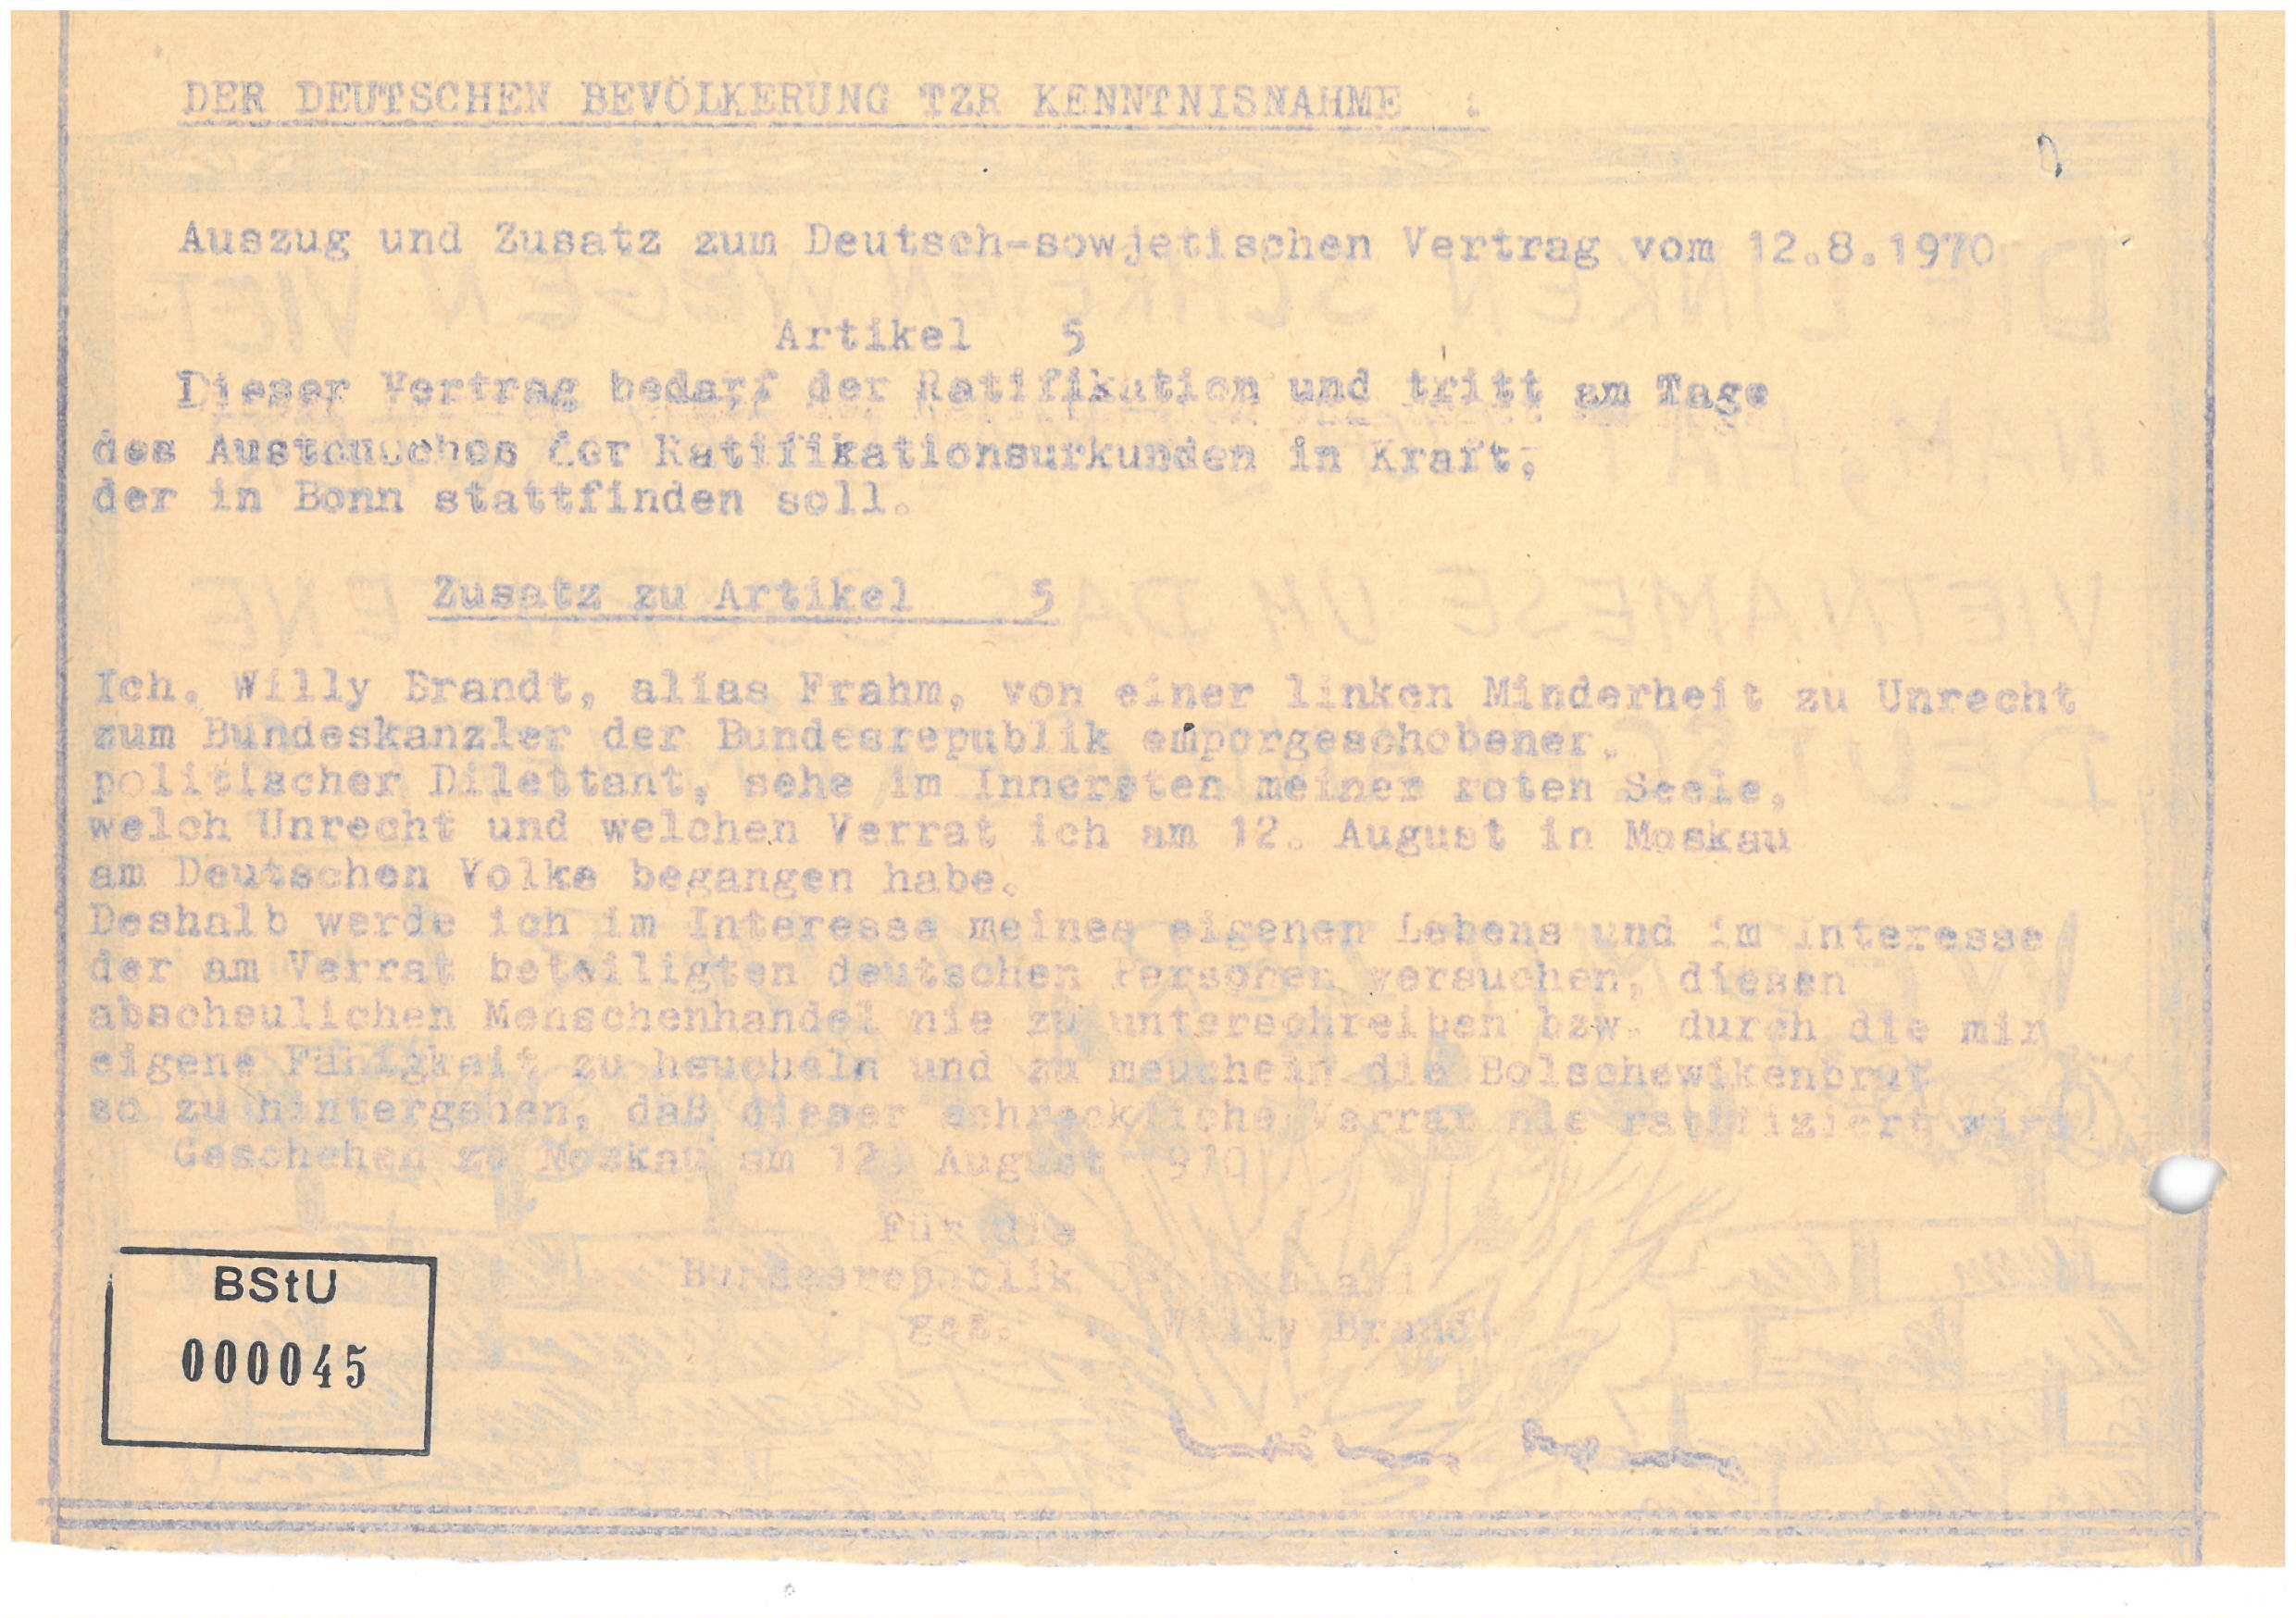 DER DEUTSCHEN BEVÖLKERUNG TZR KENNTNISNAHME :
Auszug und Zusatz zum Deutsch-sowjetischen Vertrag vom 12.8.1970
Artikel 5
Dieser Vertrag bedarf der Ratifikation und tritt am Tage
des Austausches der Ratifikationsurkunden in Kraft,
der in Bonn stattfinden soll.
Zusatz zu Artikel 5
Ich, Willy Brandt, alias Frahm, von einer linken Minderheit zu Unrecht
zum Bundeskanzler der Bundesrepublik emporgeschobener,
politischer Dilettant, sehe im Innersten meiner roten Seele,
welch Unrecht und welchen Verrat ich am 12. August in Moskau
am Deutschen Volke begangen habe.
Deshalb werde ich im Interesse meines eigenen Lebens und im Interesse
der am Verrat beteiligten deutschen Personen versuchen, diesen
abscheulichen Menschenhandel nie zu unterschreiben bzw. durch die mir
eigene Fähigkeit zu heucheln und zu meucheln die Bolschewikenbrut
so zu hintergehen, daß dieser schreckliche Verrat nie ratifiziert wird.
Geschehen zu Moskau am 12. August 1970
Für die
Bundesrepublik Deutschland
gez. Willy Brandt
BStU
000045